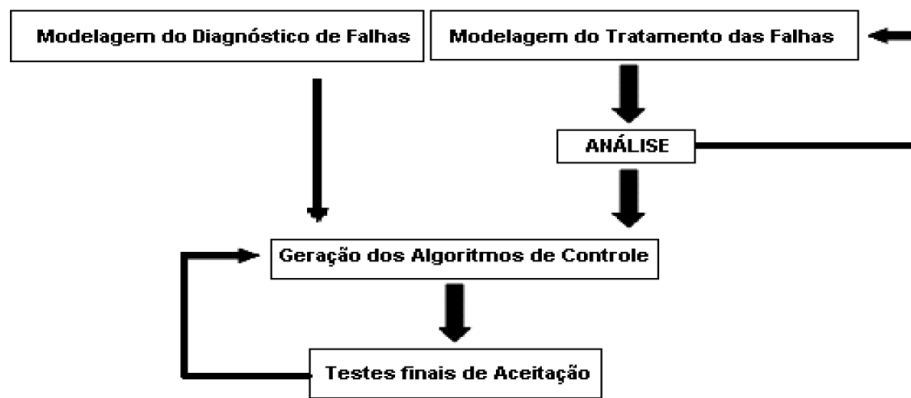 Modelagem do Diagnóstico de Falhas
Modelagem do Tratamento das Falhas
ANÁLISE
Geração dos Algoritmos de Controle
Testes finais de Aceitação